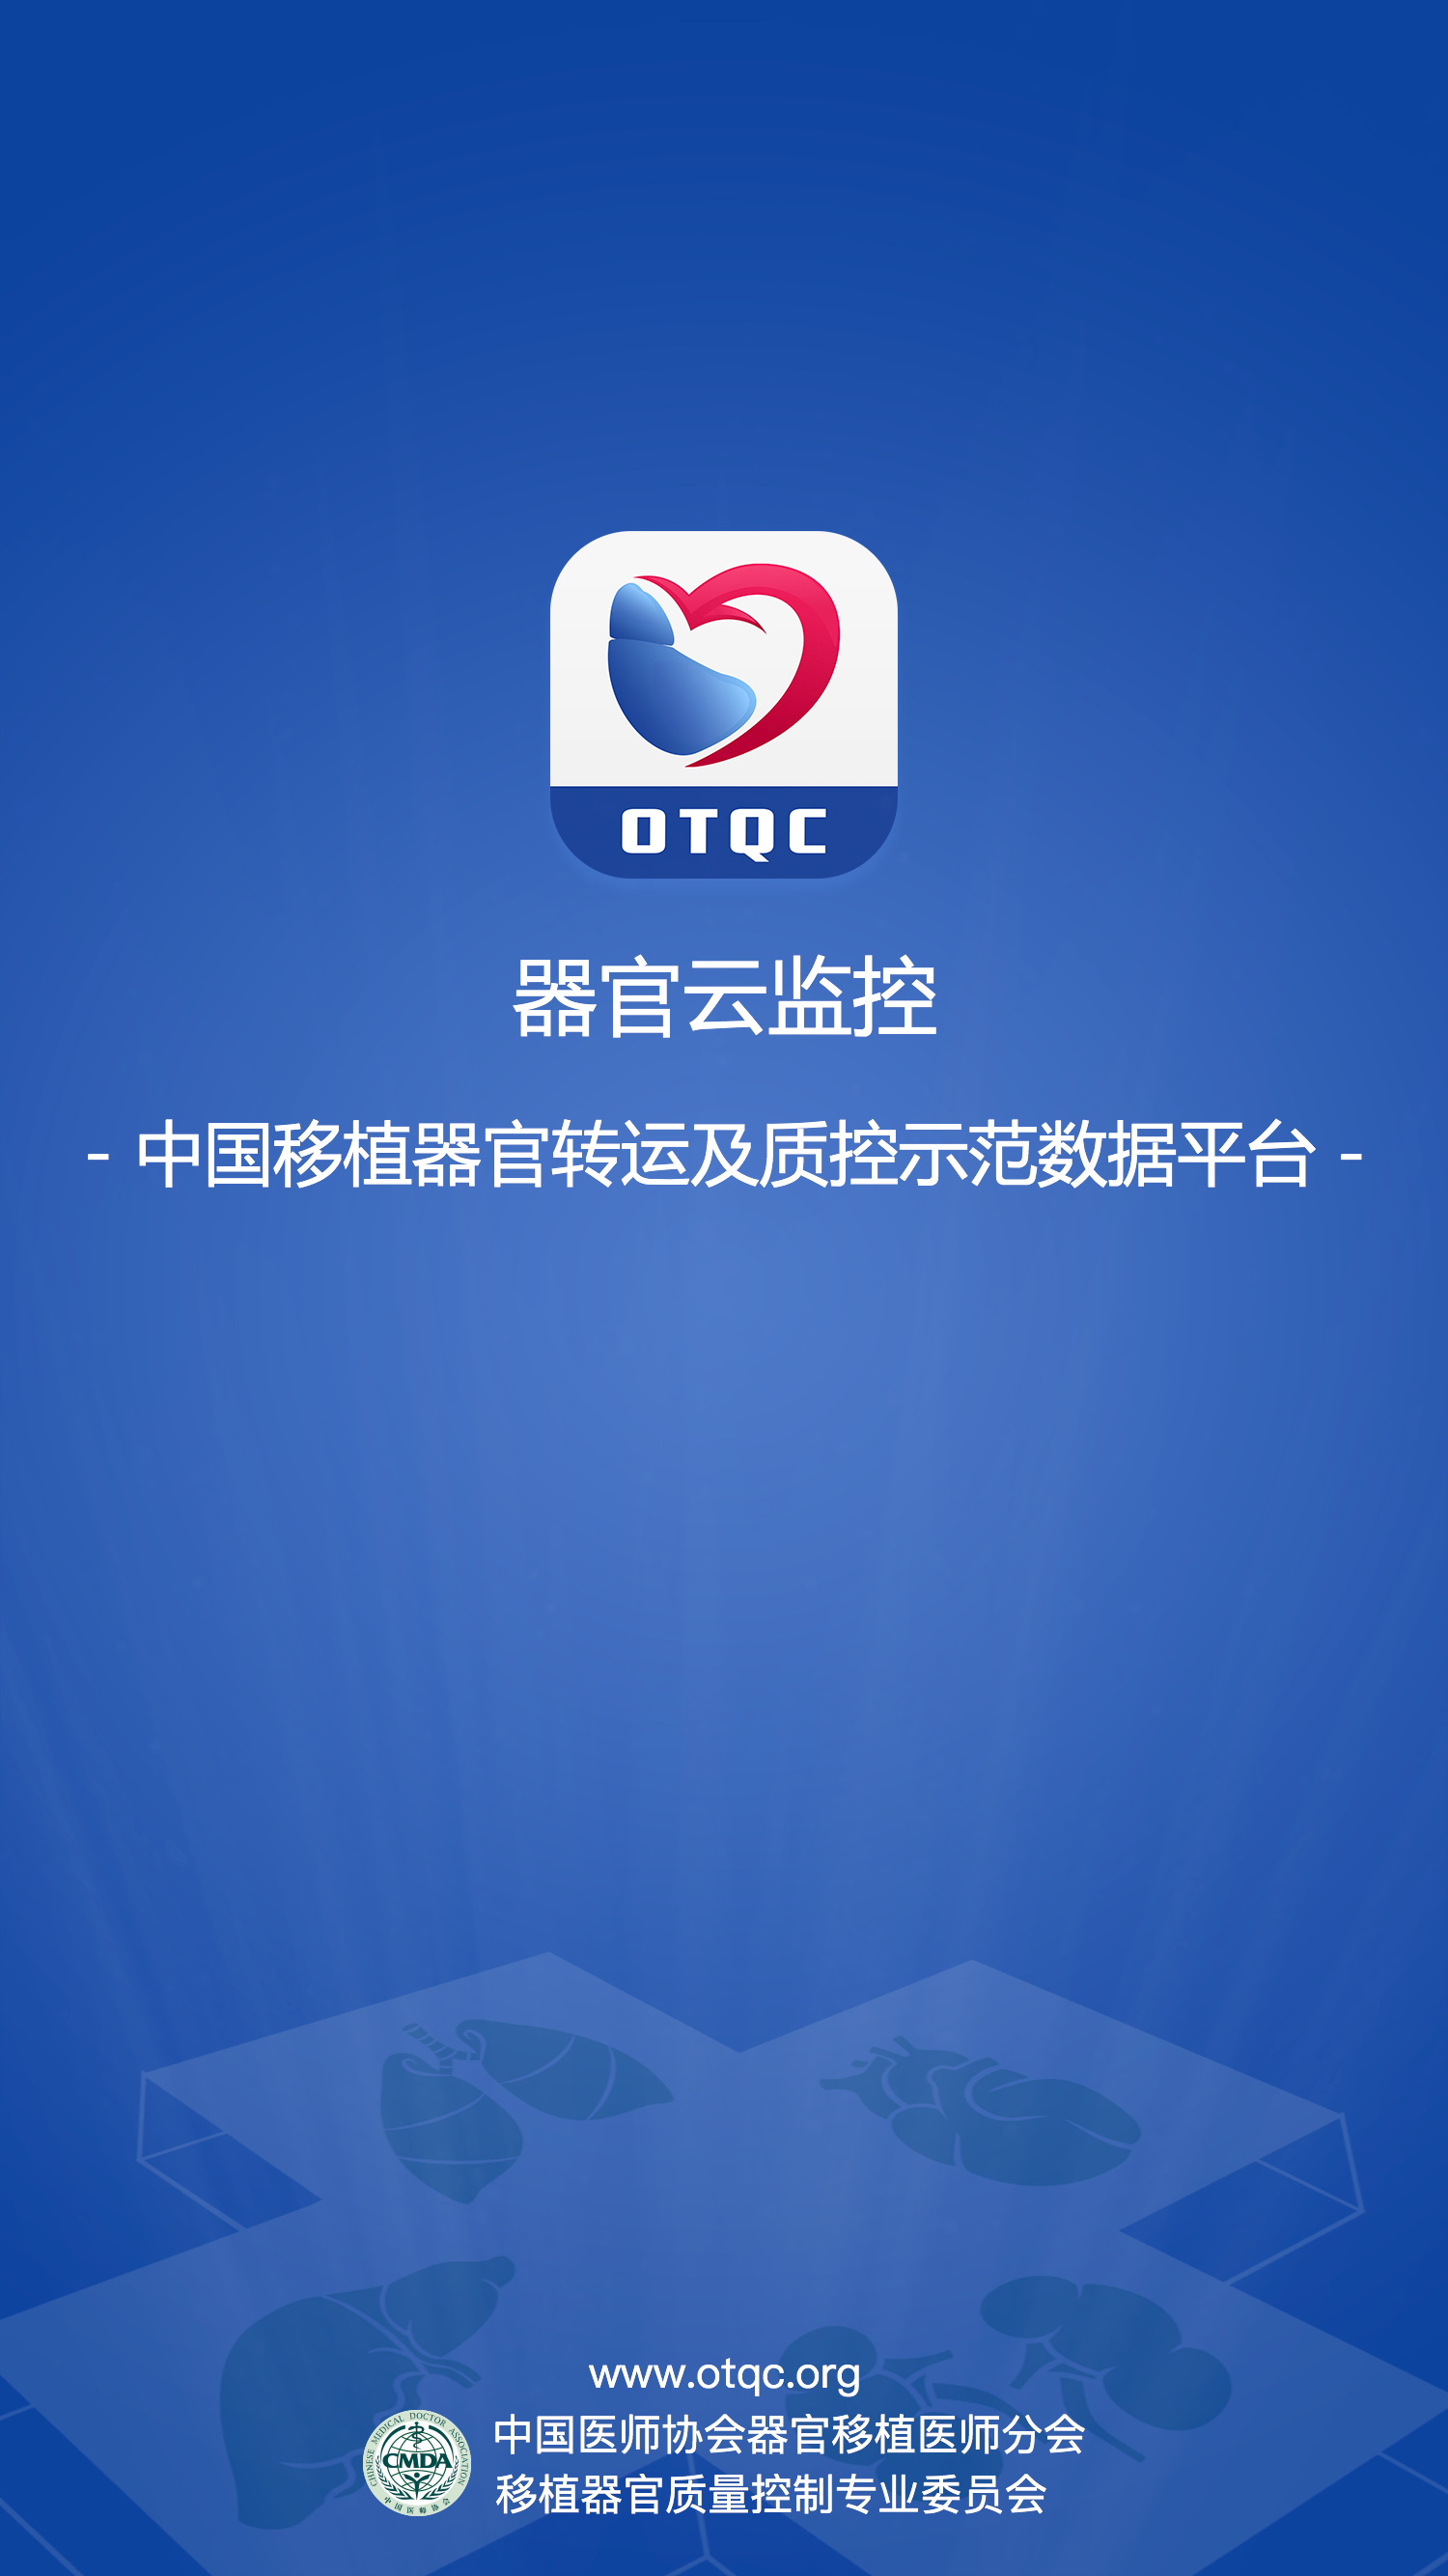 OTQC
器官云监控
- 中国移植器官转运及质控示范数据平台 -
www.otqc.org
CHINESE MEDICAL DOCTOR ASSOCIATION
CMDA
中国医师协会
中国医师协会器官移植医师分会
移植器官质量控制专业委员会